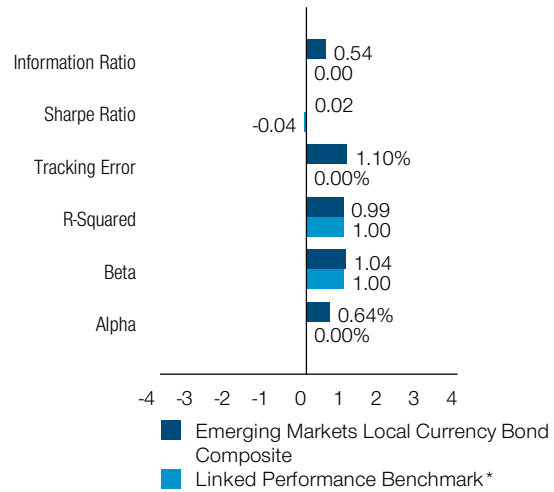 Information Ratio
0.54
0.00
Sharpe Ratio
0.02
-0.04
Tracking Error
1.10%
0.00%
R-Squared
0.99
1.00
Beta
1.04
1.00
Alpha
0.64%
0.00%
-4 -3 -2 -1 0 1 2 3 4
Emerging Markets Local Currency Bond
Composite
Linked Performance Benchmark*